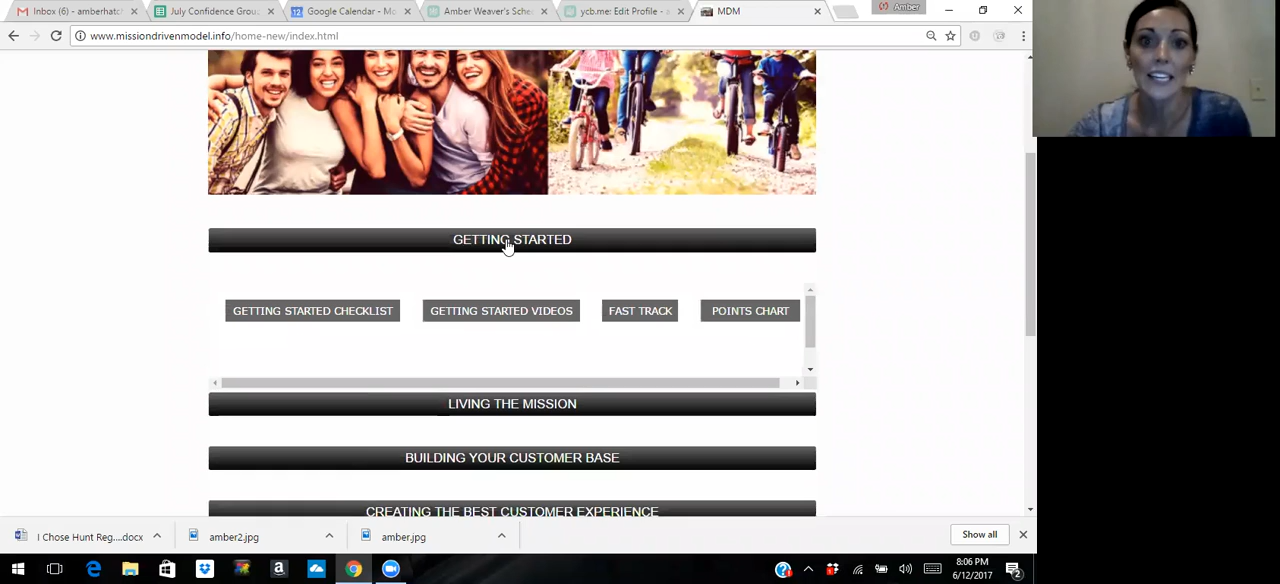 Inbox (6) - amberhatc
July Confidence Grou
Google Calendar - Mo
Amber Weaver's Sche
ycb.me: Edit Profile - a
MDM
Amber
www.missiondrivenmodel.info/home-new/index.html
GETTING STARTED
GETTING STARTED CHECKLIST
GETTING STARTED VIDEOS
FAST TRACK
POINTS CHART
LIVING THE MISSION
BUILDING YOUR CUSTOMER BASE
CREATING THE BEST CUSTOMER EXPERIENCE
I Chose Hunt Reg....docx
amber2.jpg
amber.jpg
Show all
8:06 PM
6/12/2017